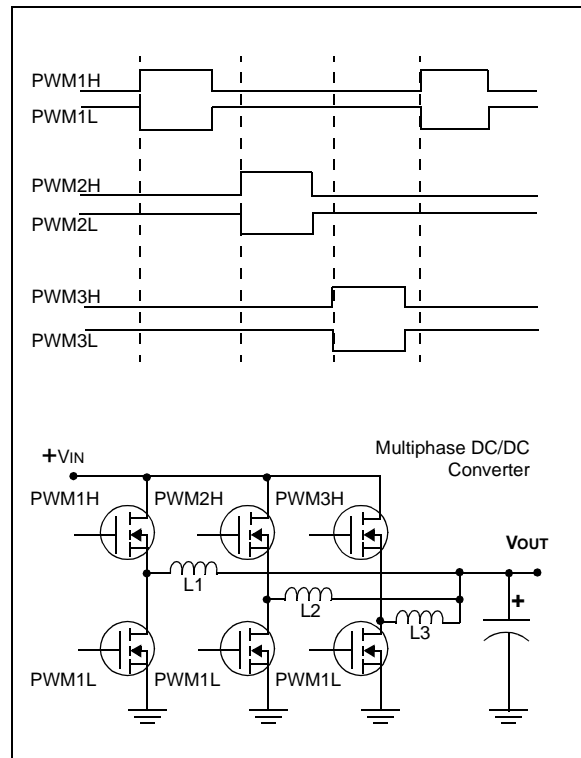 PWM1H
PWM1L
PWM2H
PWM2L
PWM3H
PWM3L
Multiphase DC/DC
Converter
+VIN
PWM1H
PWM2H
PWM3H
VOUT
L1
L2
L3
+
PWM1L
PWM1L
PWM1L